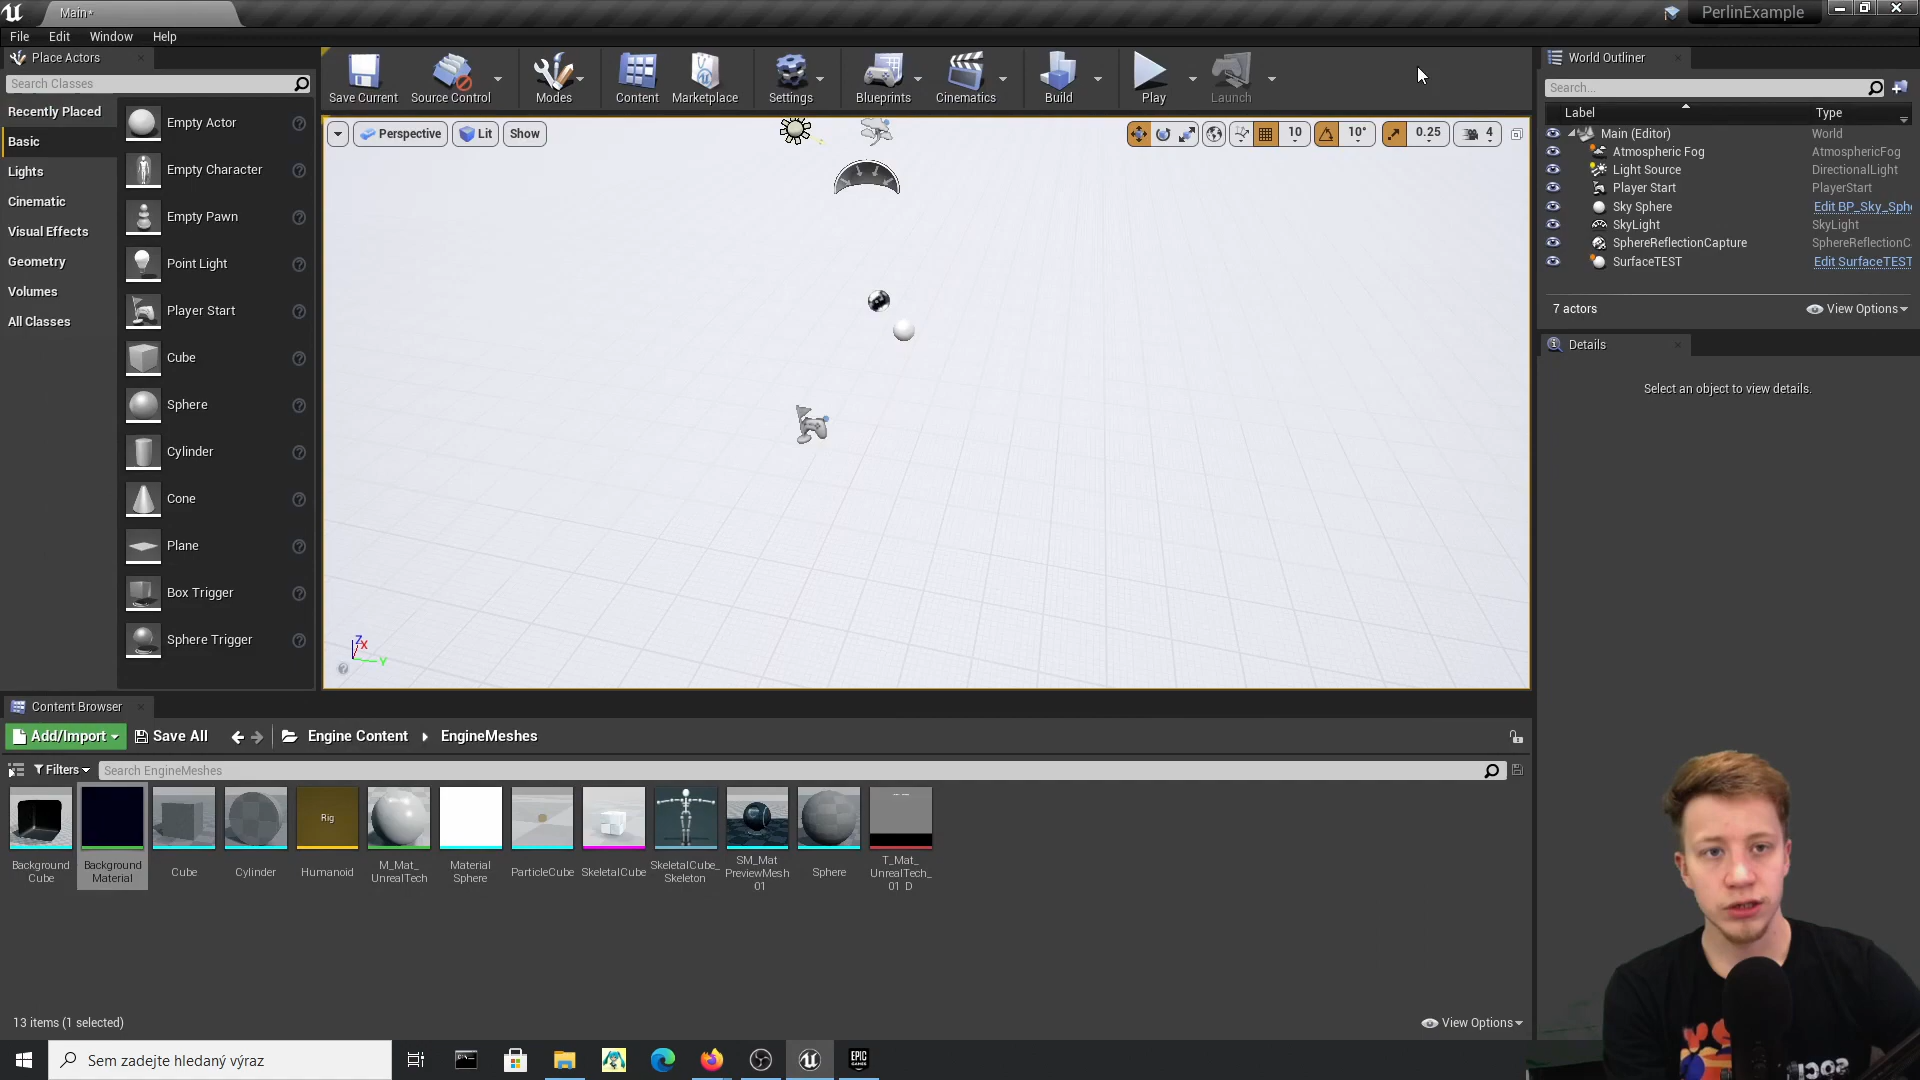 Main*
PerlinExample
File Edit Window Help
Place Actors
Search Classes
Recently Placed
Basic
Lights
Cinematic
Visual Effects
Geometry
Volumes
All Classes
Empty Actor
Empty Character
Empty Pawn
Point Light
Player Start
Cube
Sphere
Cylinder
Cone
Plane
Box Trigger
Sphere Trigger
Save Current Source Control Modes Content Marketplace Settings Blueprints Cinematics Build Play Launch
Perspective Lit Show
10 10° 0.25 4
Z X
Y
World Outliner
Search...
Label Type
Main (Editor) World
Atmospheric Fog AtmosphericFog
Light Source DirectionalLight
Player Start PlayerStart
Sky Sphere Edit BP_Sky_Sphe
SkyLight SkyLight
SphereReflectionCapture SphereReflectionC
SurfaceTEST Edit SurfaceTEST
7 actors View Options
Details
Select an object to view details.
Content Browser
Add/Import Save All Engine Content EngineMeshes
Filters Search EngineMeshes
Rig
Background Cube
Background Material
Cube
Cylinder
Humanoid
M_Mat_ UnrealTech
Material Sphere
ParticleCube
SkeletalCube
SkeletalCube_ Skeleton
SM_Mat PreviewMesh 01
Sphere
T_Mat_ UnrealTech_ 01_D
13 items (1 selected) View Options
Sem zadejte hledaný výraz
EPIC GAMES